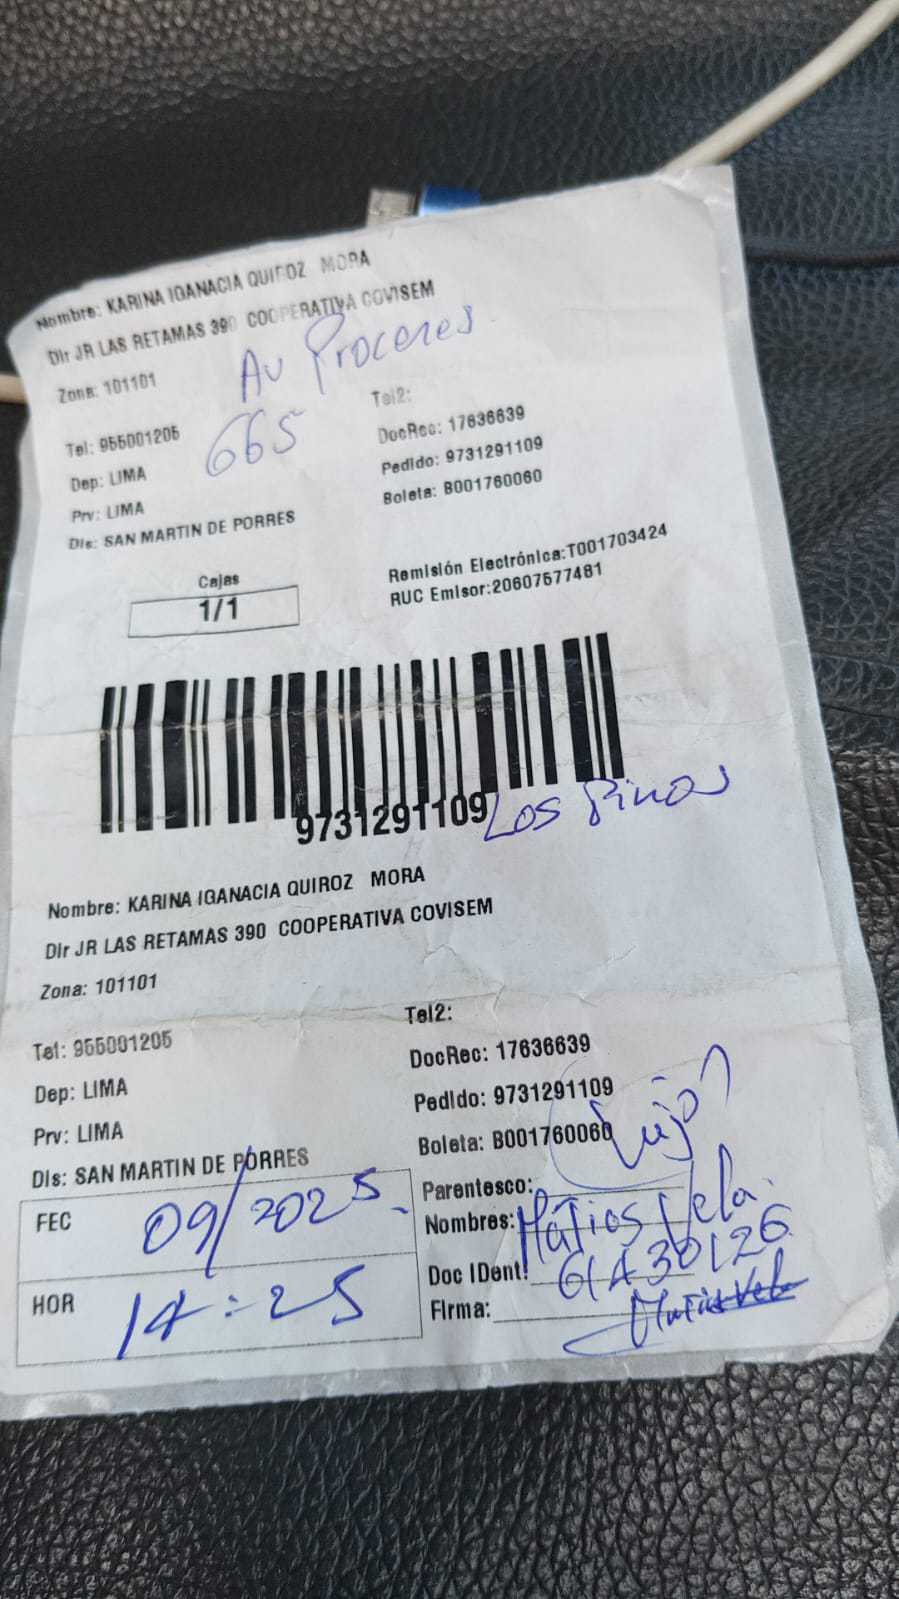 Nombre: KARINA IGANACIA QUIROZ MORA
Dir JR LAS RETAMAS 390 COOPERATIVA COVISEM
Av Proceres
Zona: 101101
665
Tel: 955001205
Tel2:
Dep: LIMA
DocRec: 17636639
Prv: LIMA
Pedido: 9731291109
Dis: SAN MARTIN DE PORRES
Boleta: B001760060
Cajas
1/1
Remisión Electrónica:T001703424
RUC Emisor:20607577481
9731291109
Los Pinos
Nombre: KARINA IGANACIA QUIROZ MORA
Dir JR LAS RETAMAS 390 COOPERATIVA COVISEM
Zona: 101101
Tel: 955001205
Tel2:
Dep: LIMA
DocRec: 17636639
Prv: LIMA
Pedido: 9731291109
Dis: SAN MARTIN DE PORRES
Boleta: B001760060
FEC 09/2025
Parentesco: hijo
Nombres: Matios Vela
HOR 14:25
Doc IDent: 61430126
Firma: